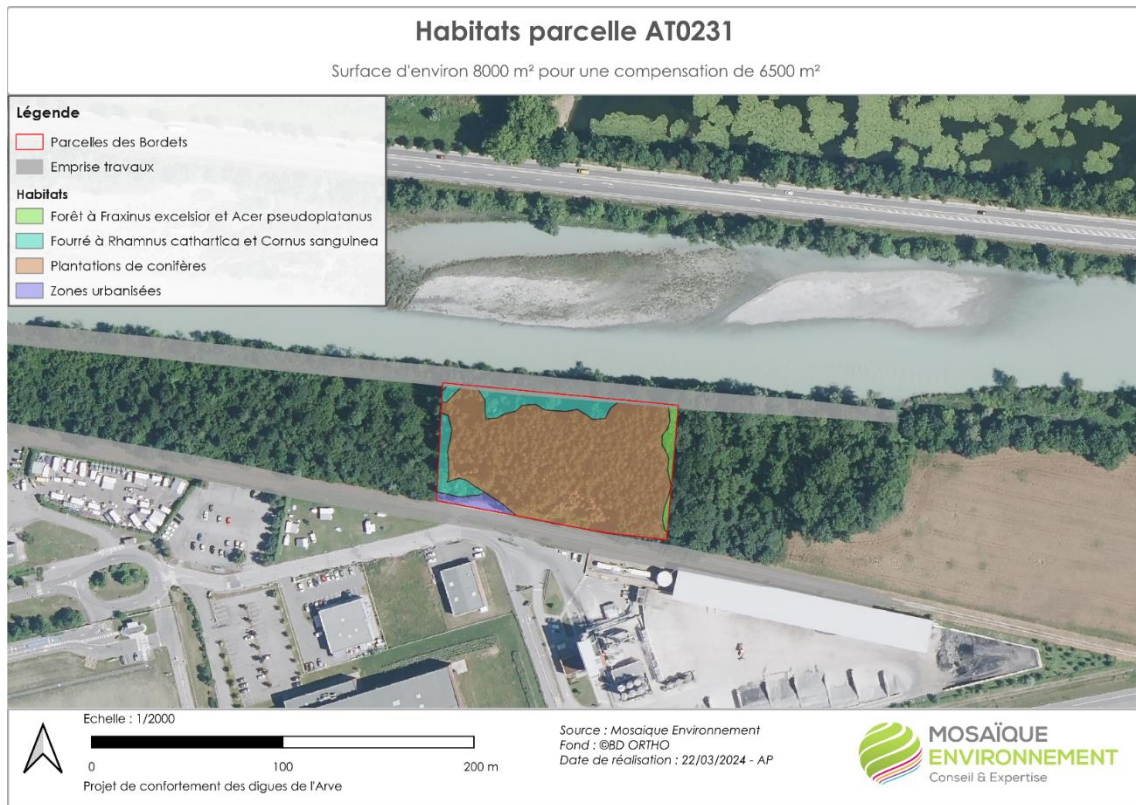 Habitats parcelle AT0231
Surface d'environ 8000 m² pour une compensation de 6500 m²
Légende
Parcelles des Bordets
Emprise travaux
Habitats
Forêt à Fraxinus excelsior et Acer pseudoplatanus
Fourré à Rhamnus cathartica et Cornus sanguinea
Plantations de conifères
Zones urbanisées
Echelle : 1/2000
0 100 200 m
Projet de confortement des digues de l'Arve
Source : Mosaique Environnement
Fond : ©BD ORTHO
Date de réalisation : 22/03/2024 - AP
MOSAÏQUE
ENVIRONNEMENT
Conseil & Expertise